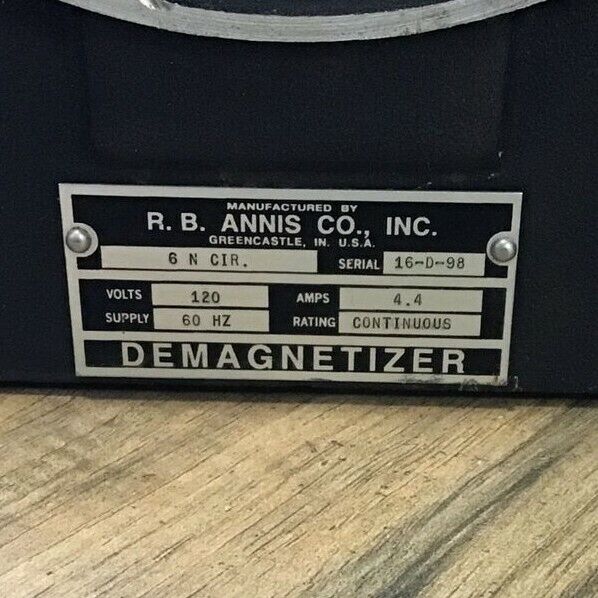 MANUFACTURED BY
R. B. ANNIS CO., INC.
GREENCASTLE, IN. U.S.A.
6 N CIR. SERIAL 16-D-98
VOLTS 120 AMPS 4.4
SUPPLY 60 HZ RATING CONTINUOUS
DEMAGNETIZER